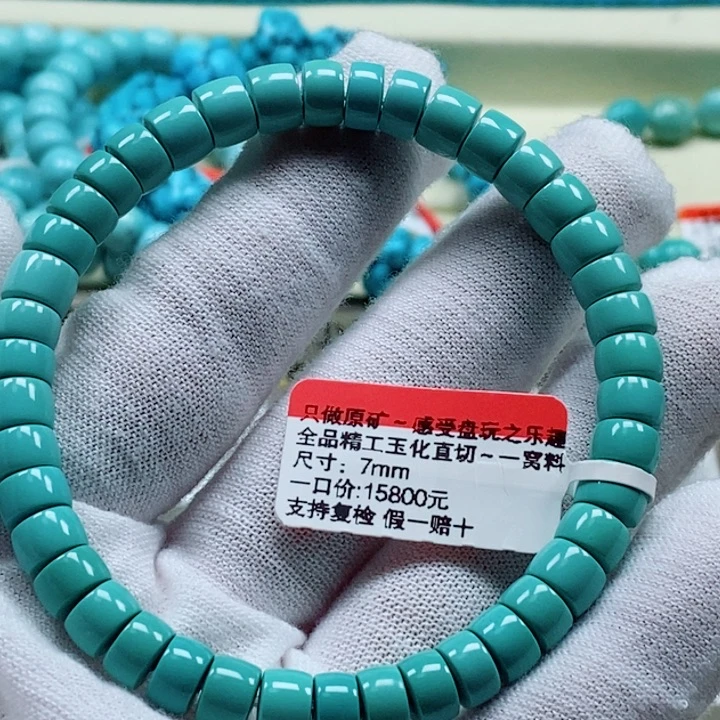 只做原矿～感受盘玩之乐趣
全品精工玉化直切～一窝料
尺寸：7mm
一口价:15800元
支持复检 假一赔十